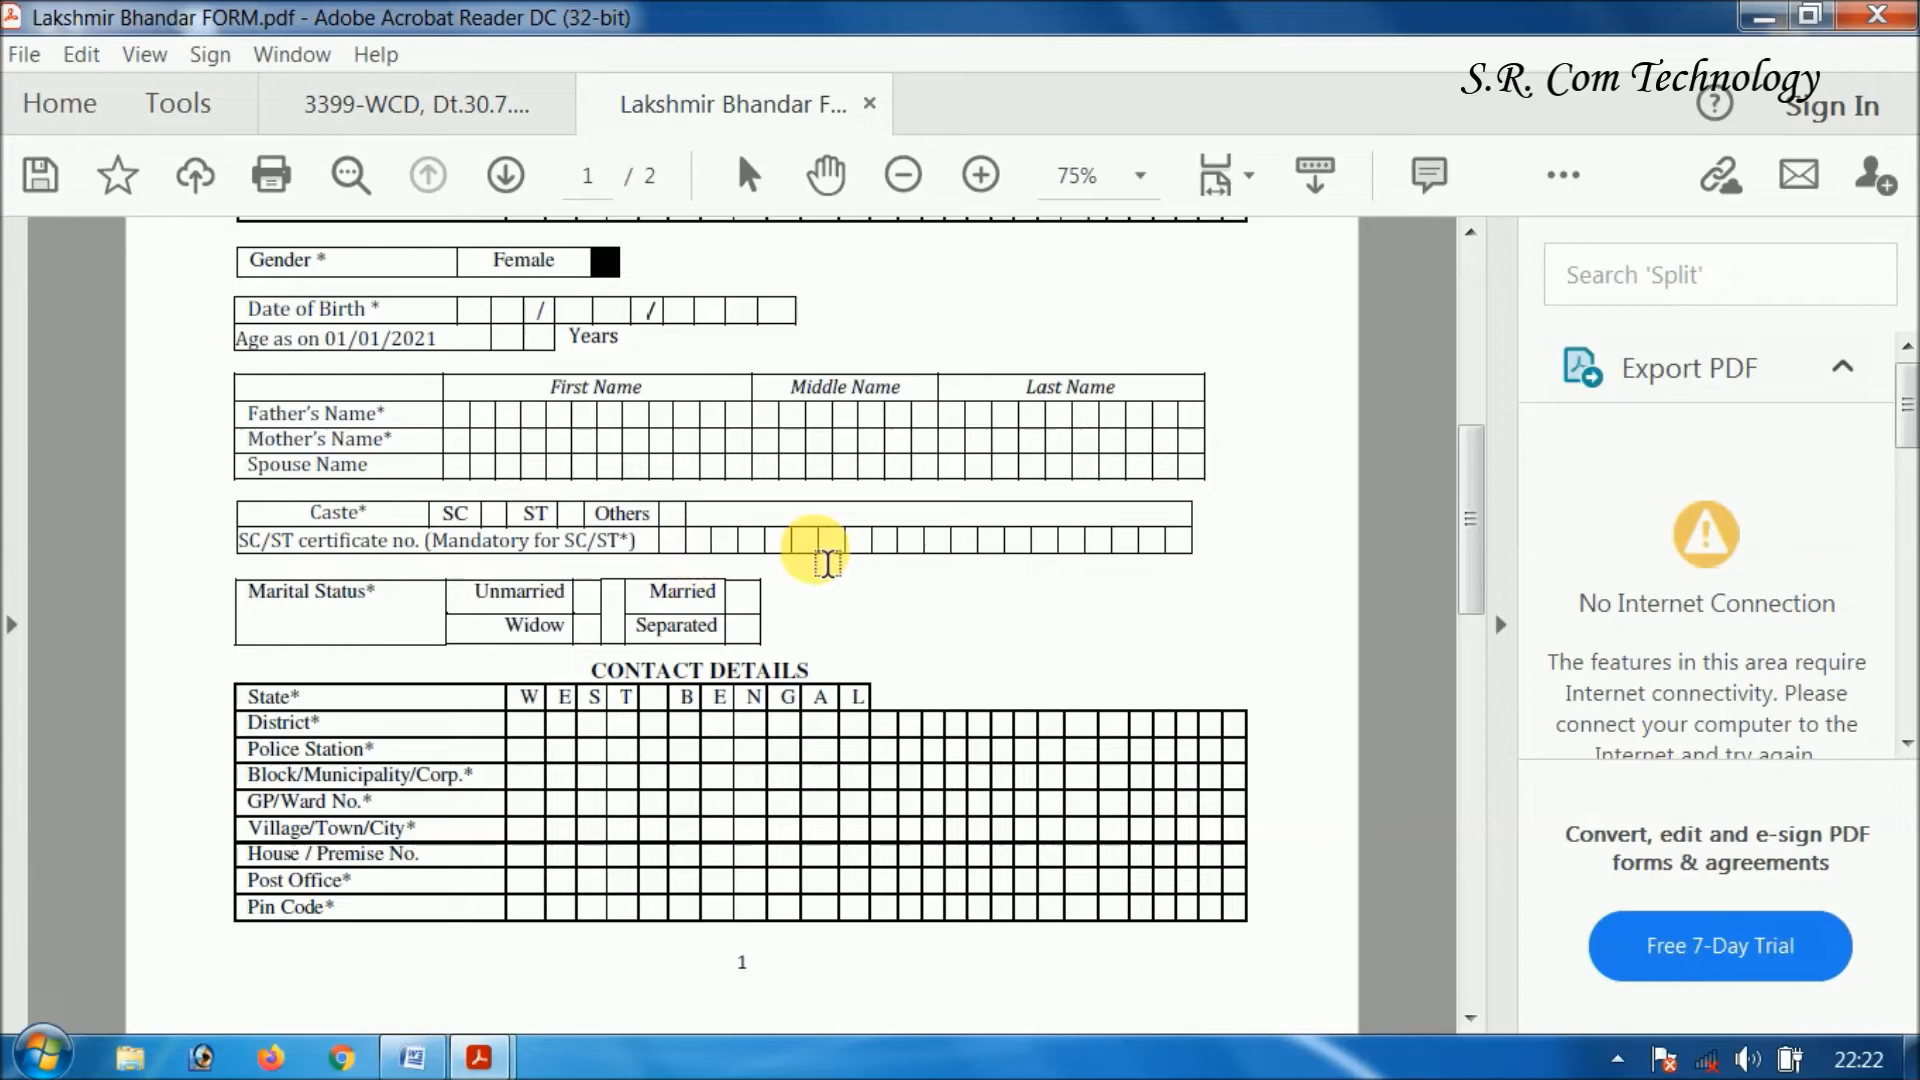 Lakshmir Bhandar FORM.pdf - Adobe Acrobat Reader DC (32-bit)
File Edit View Sign Window Help
S.R. Com Technology
Home Tools 3399-WCD, Dt.30.7.... Lakshmir Bhandar F... × ? Sign In
1 / 2 75%
Gender * Female
Date of Birth * / /
Age as on 01/01/2021 Years
First Name Middle Name Last Name
Father's Name*
Mother's Name*
Spouse Name
Caste* SC ST Others
SC/ST certificate no. (Mandatory for SC/ST*)
Marital Status* Unmarried Married
Widow Separated
CONTACT DETAILS
State* W E S T B E N G A L
District*
Police Station*
Block/Municipality/Corp.*
GP/Ward No.*
Village/Town/City*
House / Premise No.
Post Office*
Pin Code*
1
Search 'Split'
Export PDF
No Internet Connection
The features in this area require
Internet connectivity. Please
connect your computer to the
Internet and try again
Convert, edit and e-sign PDF
forms & agreements
Free 7-Day Trial
22:22